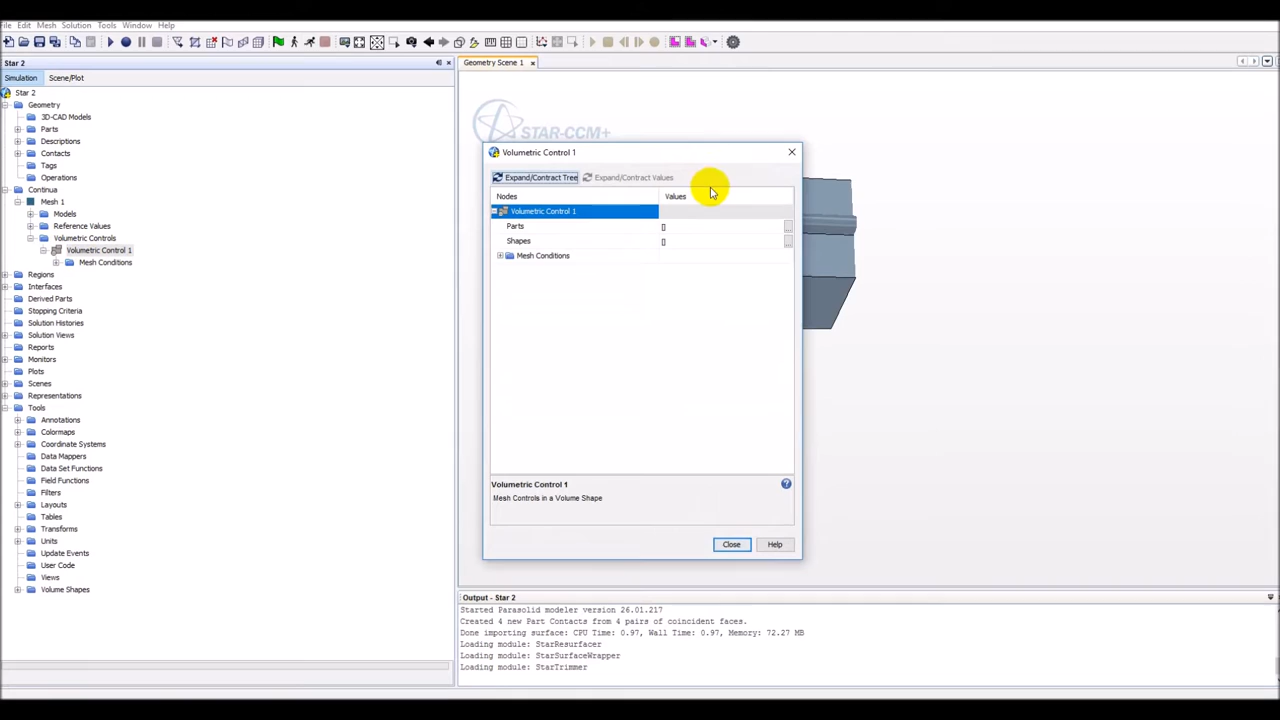 File Edit Mesh Solution Tools Window Help
Star 2
Simulation Scene/Plot
Star 2
Geometry
3D-CAD Models
Parts
Descriptions
Contacts
Tags
Operations
Continua
Mesh 1
Models
Reference Values
Volumetric Controls
Volumetric Control 1
Mesh Conditions
Regions
Interfaces
Derived Parts
Stopping Criteria
Solution Histories
Solution Views
Reports
Monitors
Plots
Scenes
Representations
Tools
Annotations
Colormaps
Coordinate Systems
Data Mappers
Data Set Functions
Field Functions
Filters
Layouts
Tables
Transforms
Units
Update Events
User Code
Views
Volume Shapes
Geometry Scene 1
STAR-CCM+
Volumetric Control 1
Expand/Contract Tree Expand/Contract Values
Nodes Values
Volumetric Control 1
Parts []
Shapes []
Mesh Conditions
Volumetric Control 1
Mesh Controls in a Volume Shape
Close Help
Output - Star 2
Started Parasolid modeler version 26.01.217
Created 4 new Part Contacts from 4 pairs of coincident faces.
Done importing surface: CPU Time: 0.97, Wall Time: 0.97, Memory: 72.27 MB
Loading module: StarResurfacer
Loading module: StarSurfaceWrapper
Loading module: StarTrimmer